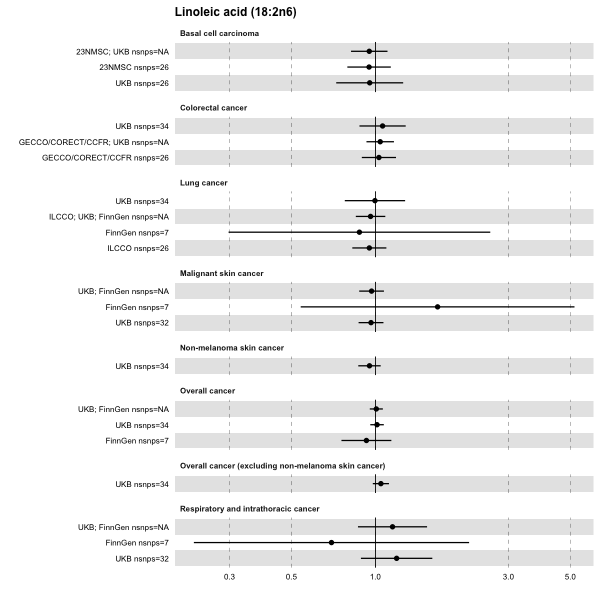 Linoleic acid (18:2n6)
Basal cell carcinoma
23NMSC; UKB nsnps=NA
23NMSC nsnps=26
UKB nsnps=26
Colorectal cancer
UKB nsnps=34
GECCO/CORECT/CCFR; UKB nsnps=NA
GECCO/CORECT/CCFR nsnps=26
Lung cancer
UKB nsnps=34
ILCCO; UKB; FinnGen nsnps=NA
FinnGen nsnps=7
ILCCO nsnps=26
Malignant skin cancer
UKB; FinnGen nsnps=NA
FinnGen nsnps=7
UKB nsnps=32
Non-melanoma skin cancer
UKB nsnps=34
Overall cancer
UKB; FinnGen nsnps=NA
UKB nsnps=34
FinnGen nsnps=7
Overall cancer (excluding non-melanoma skin cancer)
UKB nsnps=34
Respiratory and intrathoracic cancer
UKB; FinnGen nsnps=NA
FinnGen nsnps=7
UKB nsnps=32
0.3 0.5 1.0 3.0 5.0